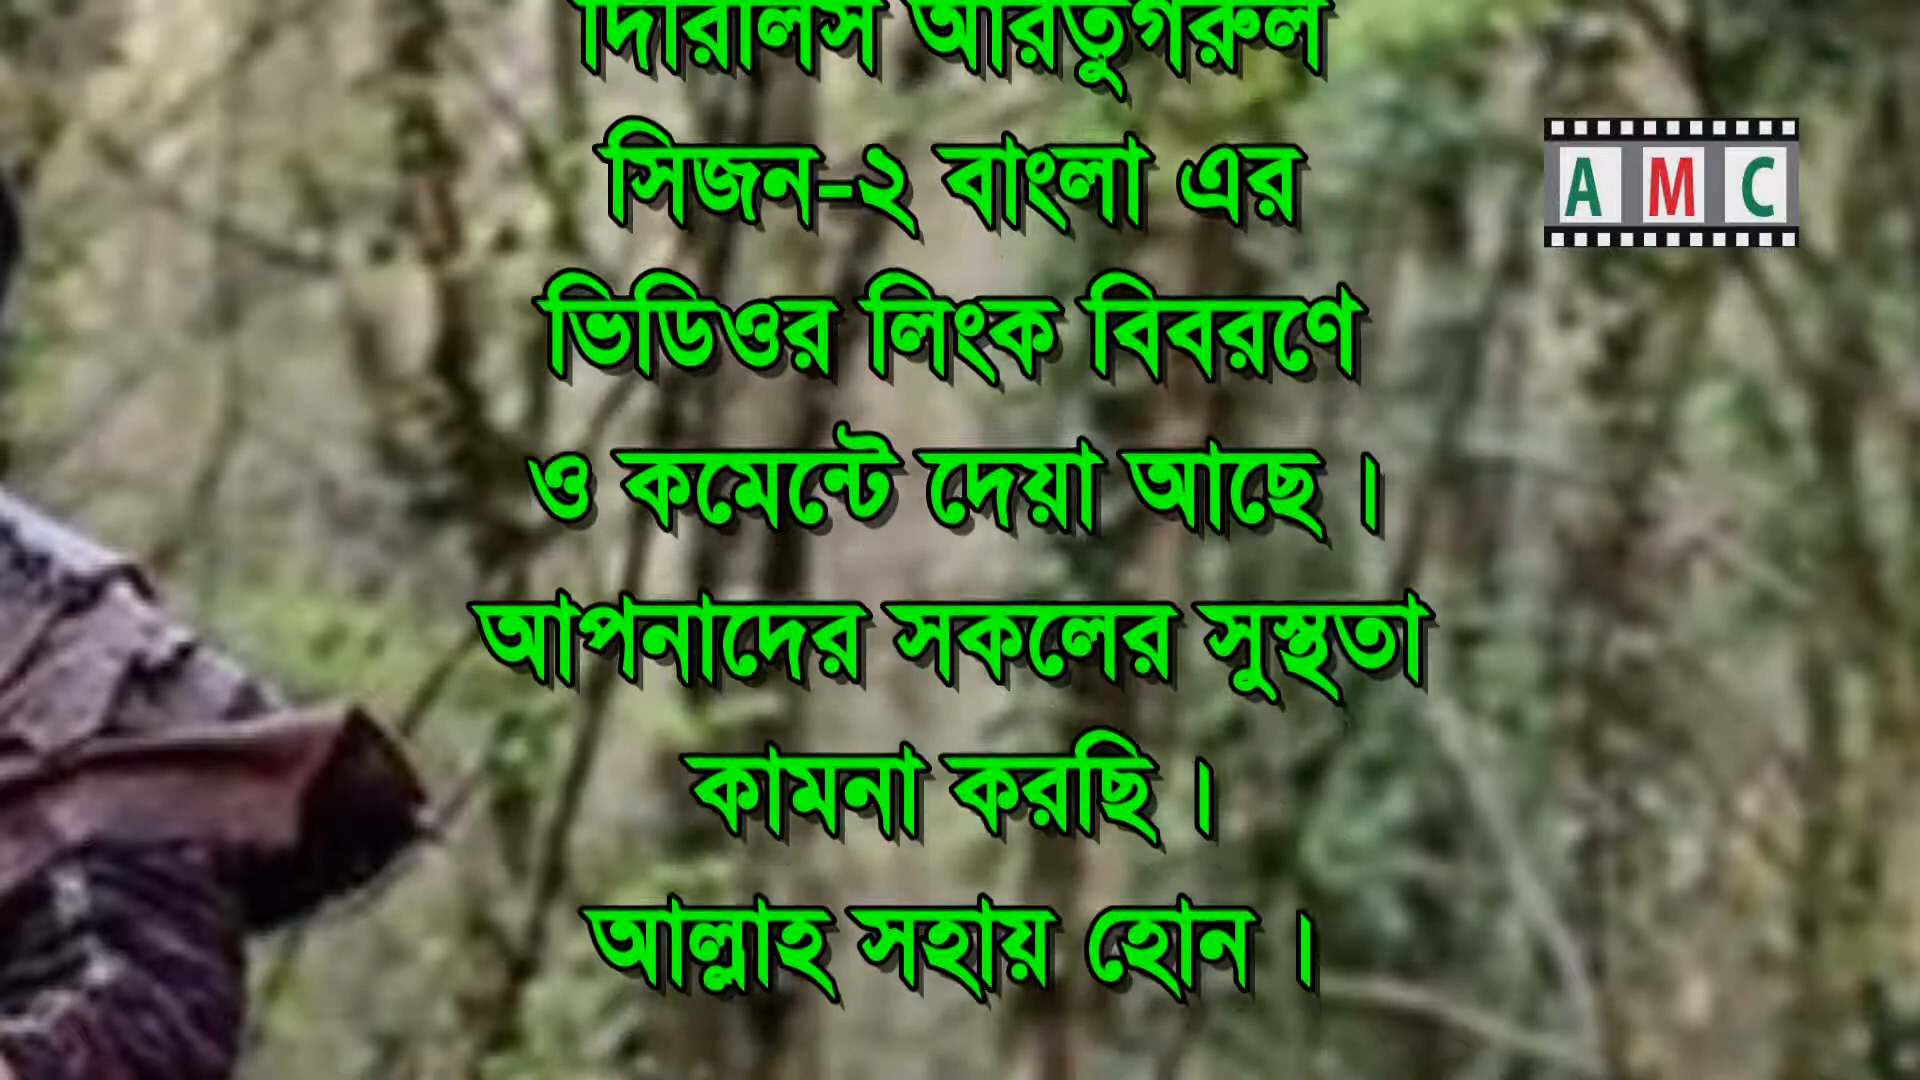 দিরিলিস আরতুগরুল
সিজন-২ বাংলা এর
AMC
ভিডিওর লিংক বিবরণে
ও কমেন্টে দেয়া আছে ।
আপনাদের সকলের সুস্থতা
কামনা করছি ।
আল্লাহ সহায় হোন ।